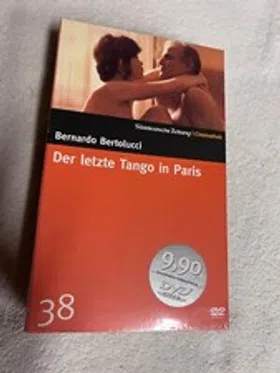 Süddeutsche Zeitung | Cinemathek
Bernardo Bertolucci
Der letzte Tango in Paris
9,90
DVD
38
DVD